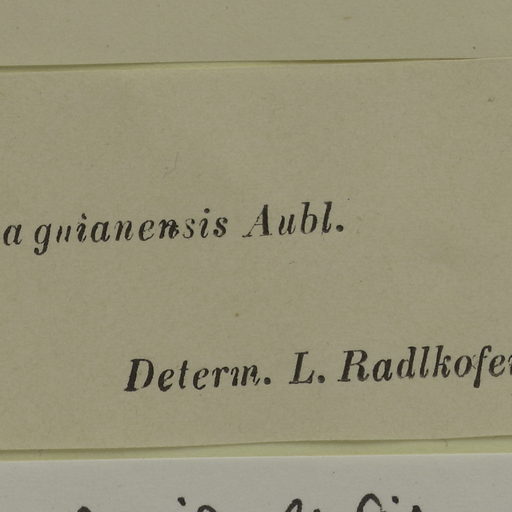 a guianensis Aubl.
Determ. L. Radlkofer